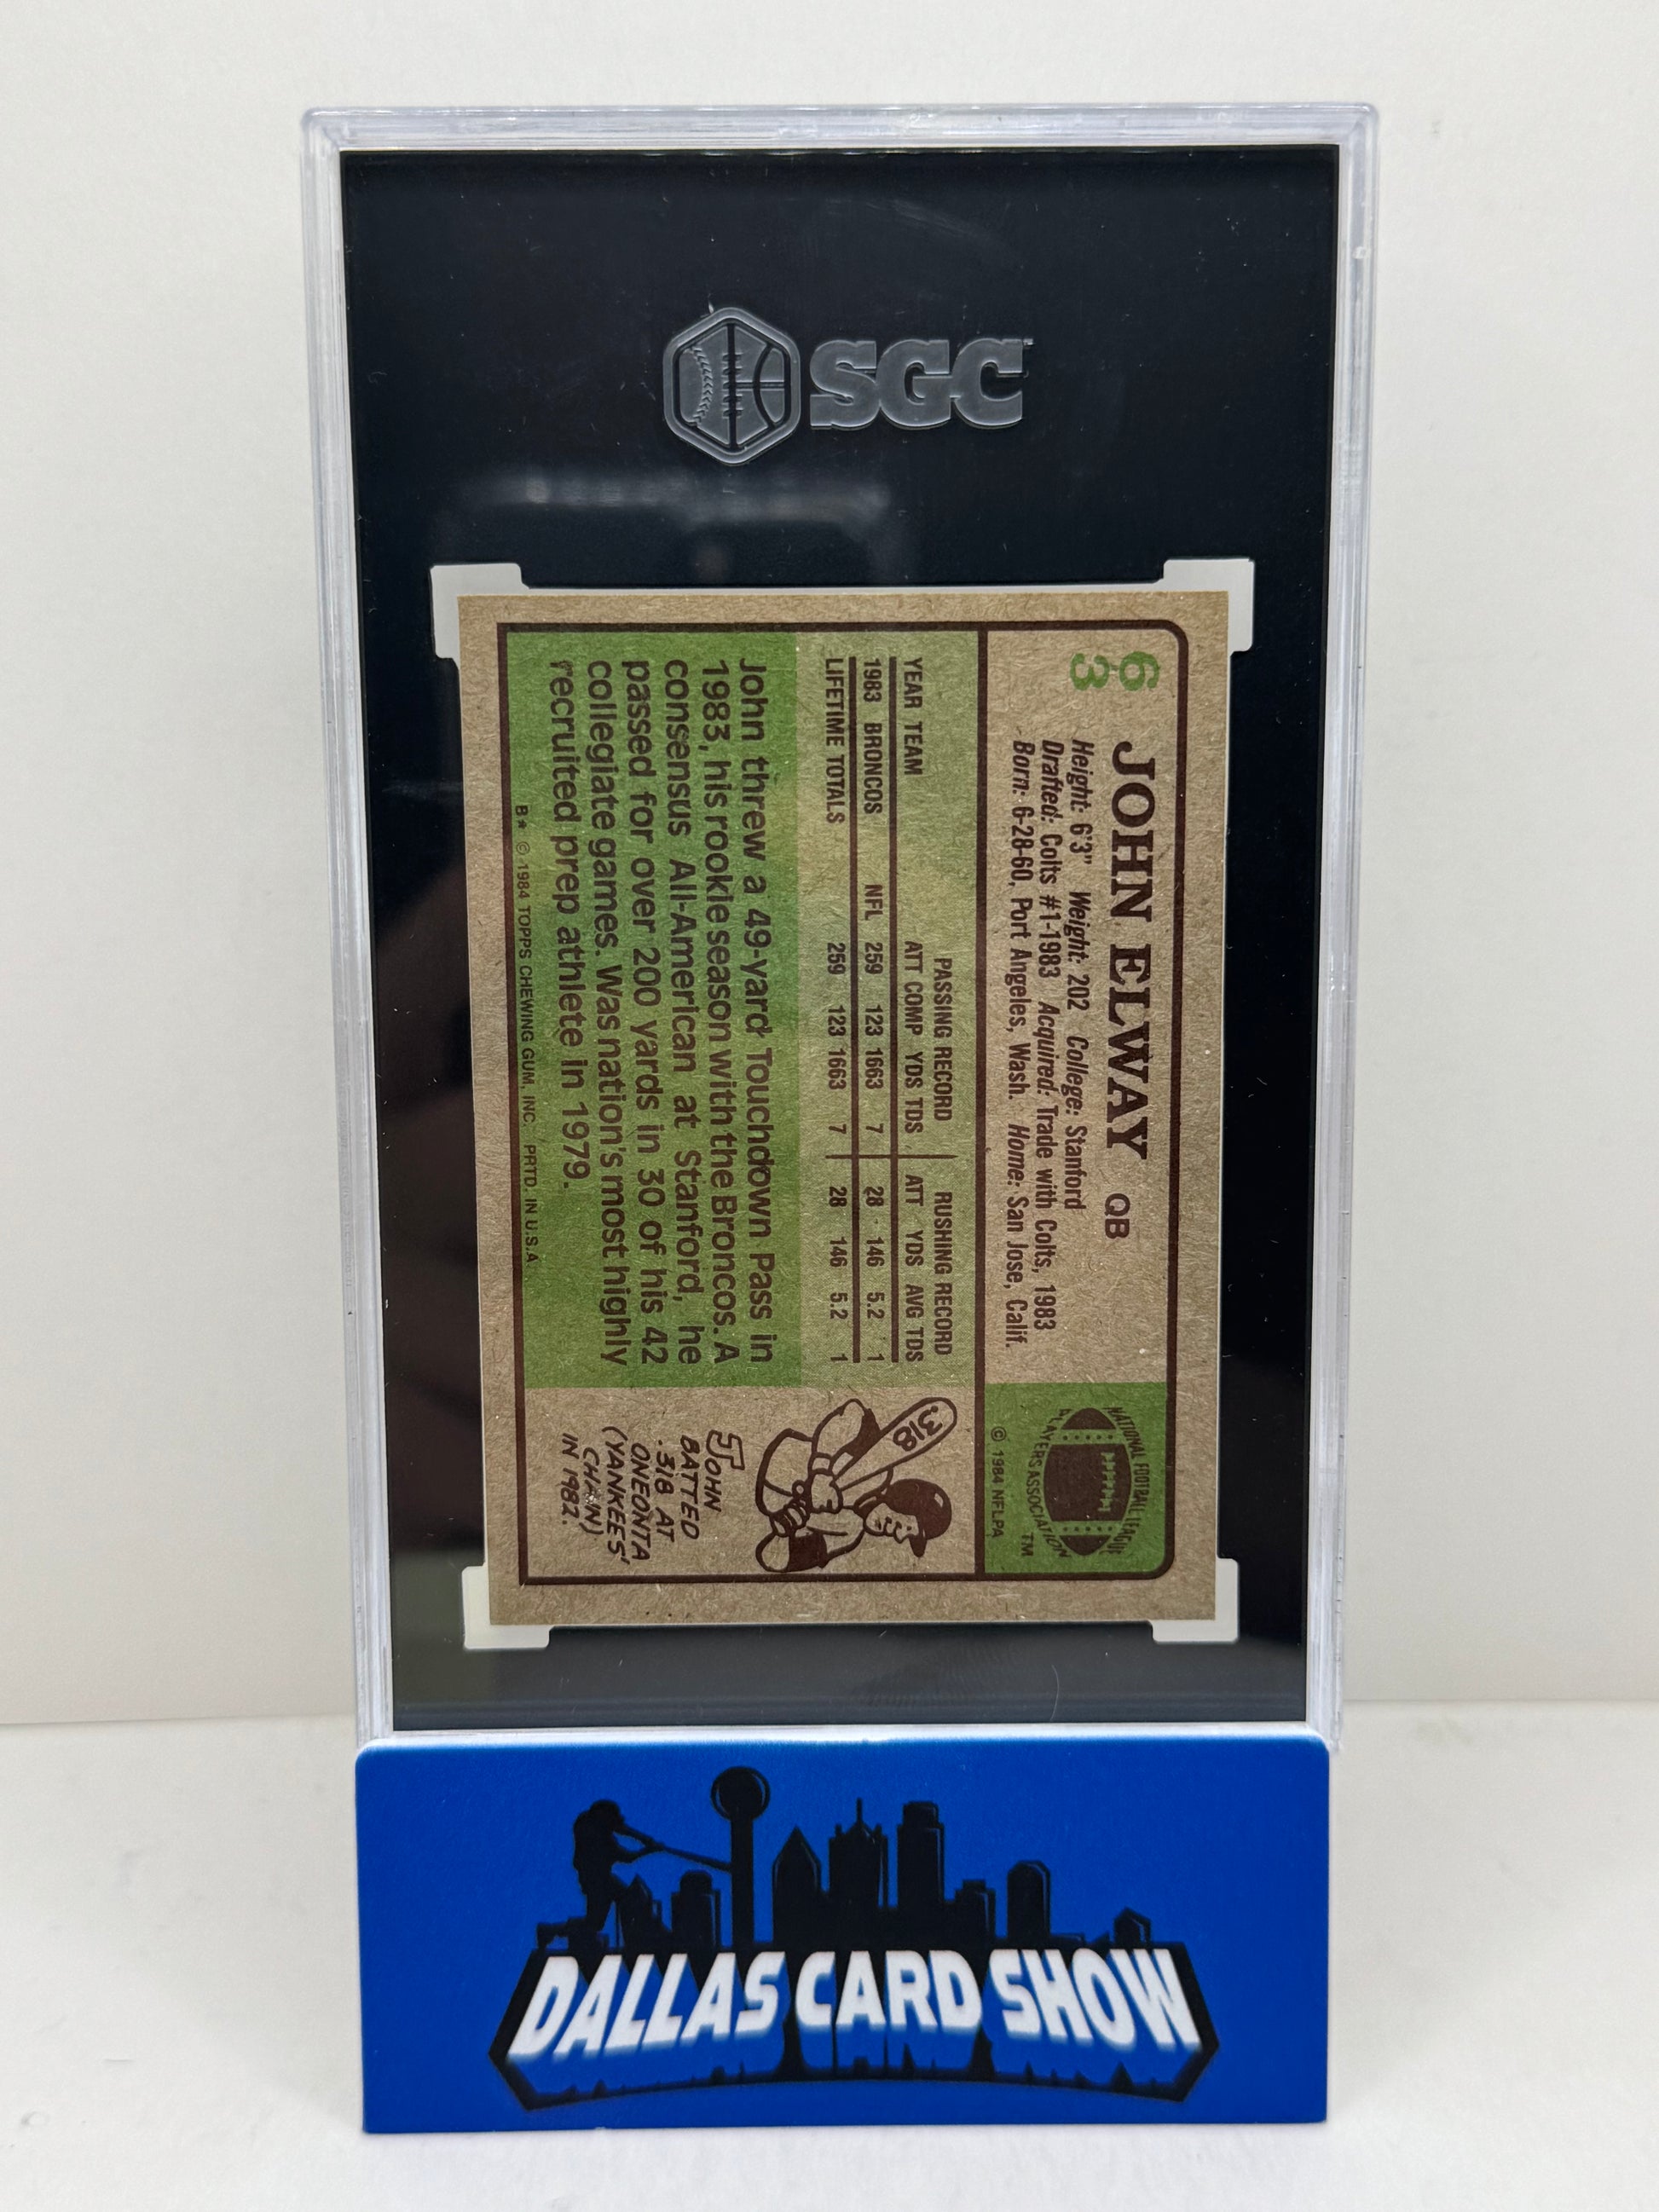 SGC
63
JOHN ELWAY QB
Height: 6'3" Weight: 202 College: Stanford
Drafted: Colts #1-1983 Acquired: Trade with Colts, 1983
Born: 6-28-60, Port Angeles, Wash. Home: San Jose, Calif.
NATIONAL FOOTBALL LEAGUE
PLAYERS ASSOCIATION
TM
© 1984 NFLPA
PASSING RECORD RUSHING RECORD
YEAR TEAM ATT COMP YDS TDS ATT YDS AVG TDS
1983 BRONCOS NFL 259 123 1663 7 28 146 5.2 1
LIFETIME TOTALS 259 123 1663 7 28 146 5.2 1
John threw a 49-yard Touchdown Pass in
1983, his rookie season with the Broncos. A
consensus All-American at Stanford, he
passed for over 200 yards in 30 of his 42
collegiate games. Was nation's most highly
recruited prep athlete in 1979.
318
JOHN
BATTED
.318 AT
ONEONTA
(YANKEES'
CHAIN)
IN 1982.
B* © 1984 TOPPS CHEWING GUM, INC. PRTD. IN U.S.A.
DALLAS CARD SHOW